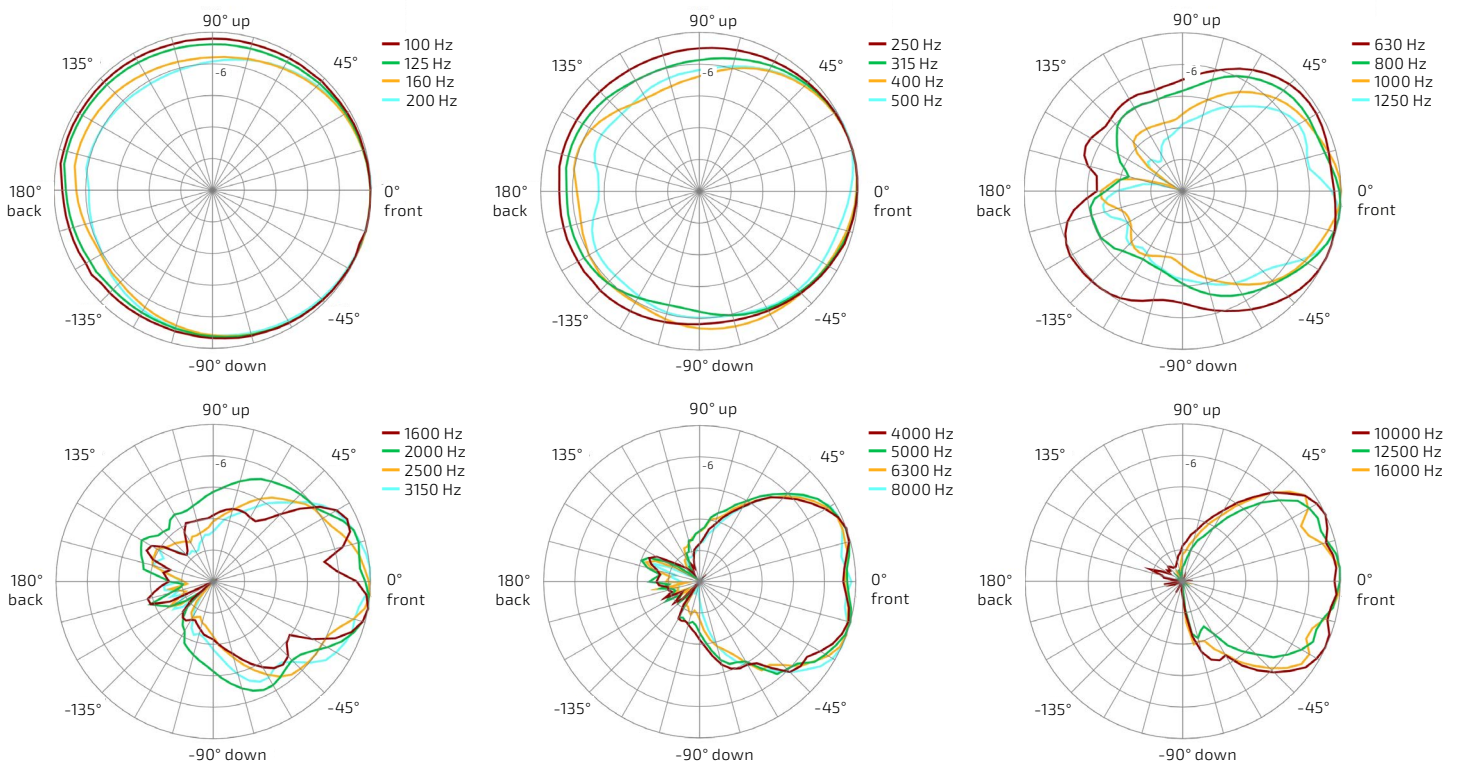 90° up
135°
45°
-6
100 Hz
125 Hz
160 Hz
200 Hz
180°
back
0°
front
-135°
-45°
-90° down
90° up
135°
45°
-6
250 Hz
315 Hz
400 Hz
500 Hz
180°
back
0°
front
-135°
-45°
-90° down
90° up
135°
45°
-6
630 Hz
800 Hz
1000 Hz
1250 Hz
180°
back
0°
front
-135°
-45°
-90° down
90° up
135°
45°
-6
1600 Hz
2000 Hz
2500 Hz
3150 Hz
180°
back
0°
front
-135°
-45°
-90° down
90° up
135°
45°
-6
4000 Hz
5000 Hz
6300 Hz
8000 Hz
180°
back
0°
front
-135°
-45°
-90° down
90° up
135°
45°
-6
10000 Hz
12500 Hz
16000 Hz
180°
back
0°
front
-135°
-45°
-90° down